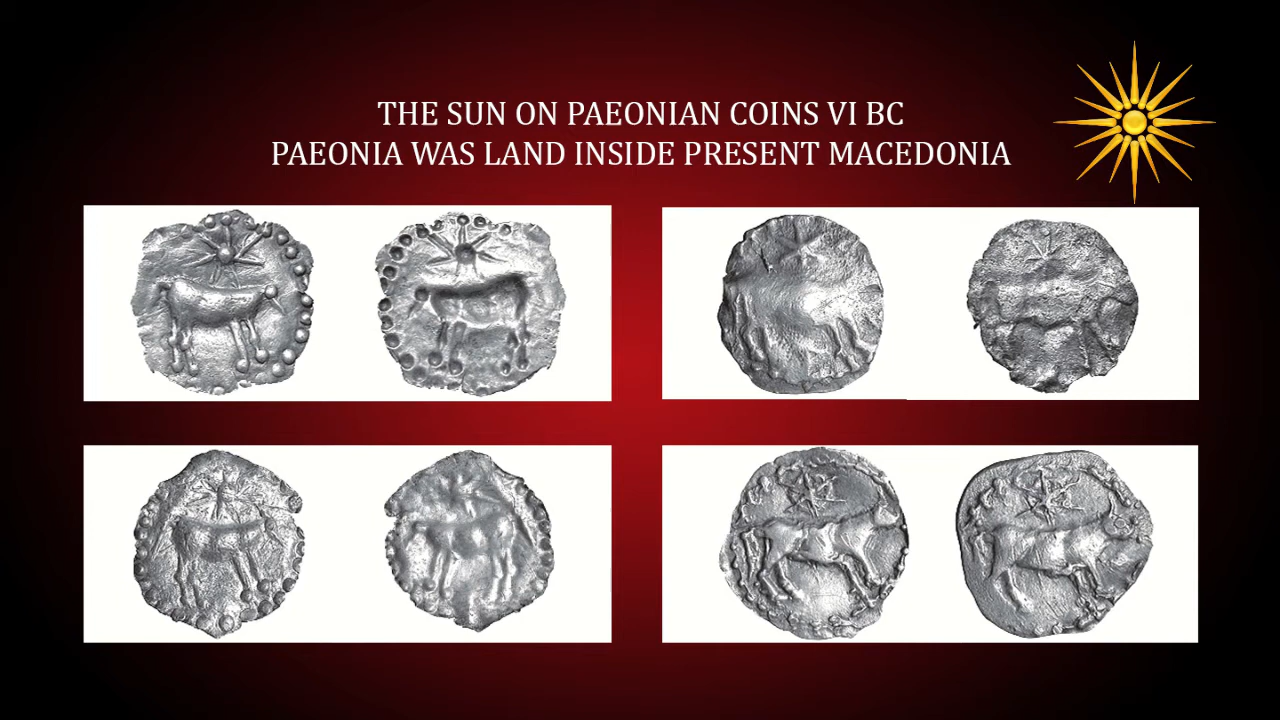 THE SUN ON PAEONIAN COINS VI BC
PAEONIA WAS LAND INSIDE PRESENT MACEDONIA